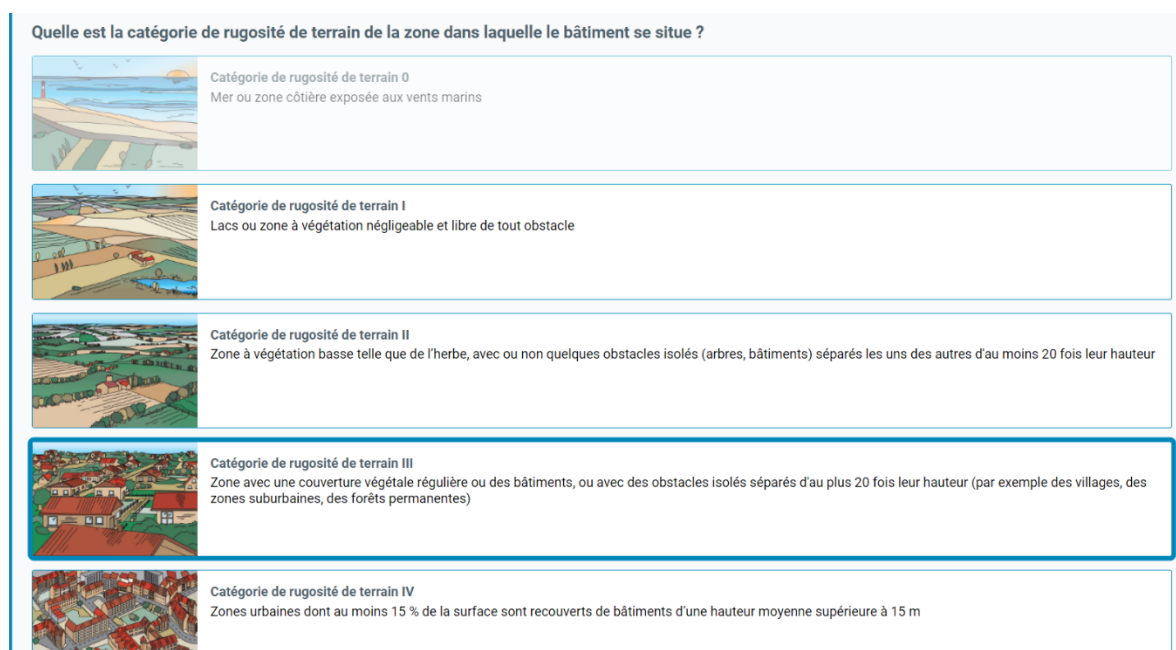 Quelle est la catégorie de rugosité de terrain de la zone dans laquelle le bâtiment se situe ?
Catégorie de rugosité de terrain 0
Mer ou zone côtière exposée aux vents marins
Catégorie de rugosité de terrain I
Lacs ou zone à végétation négligeable et libre de tout obstacle
Catégorie de rugosité de terrain II
Zone à végétation basse telle que de l'herbe, avec ou non quelques obstacles isolés (arbres, bâtiments) séparés les uns des autres d'au moins 20 fois leur hauteur
Catégorie de rugosité de terrain III
Zone avec une couverture végétale régulière ou des bâtiments, ou avec des obstacles isolés séparés d'au plus 20 fois leur hauteur (par exemple des villages, des
zones suburbaines, des forêts permanentes)
Catégorie de rugosité de terrain IV
Zones urbaines dont au moins 15 % de la surface sont recouverts de bâtiments d'une hauteur moyenne supérieure à 15 m